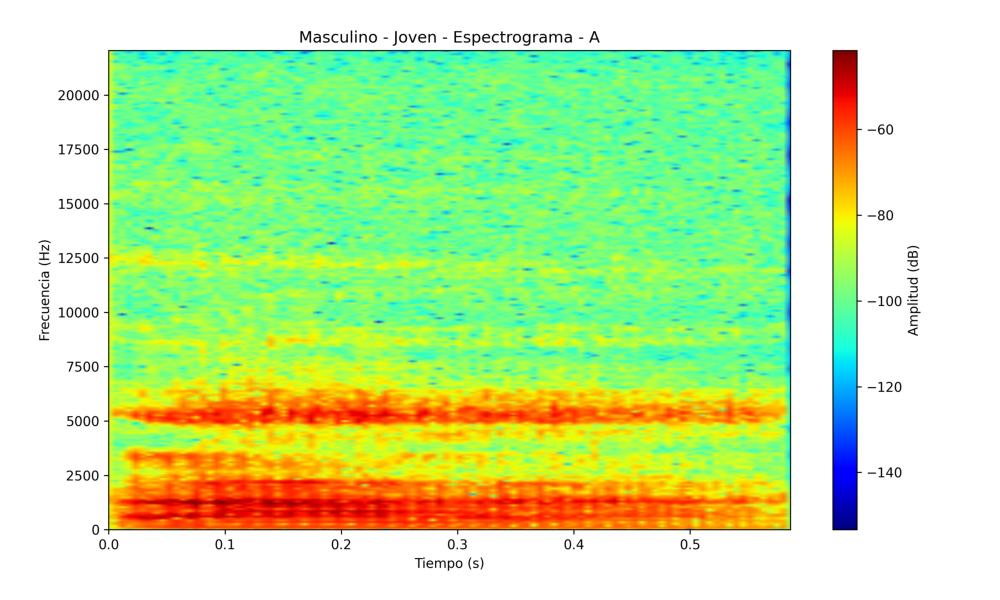 Masculino - Joven - Espectrograma - A
Frecuencia (Hz)
20000
17500
15000
12500
10000
7500
5000
2500
0
0.0 0.1 0.2 0.3 0.4 0.5
Tiempo (s)
−60
−80
−100
−120
−140
Amplitud (dB)